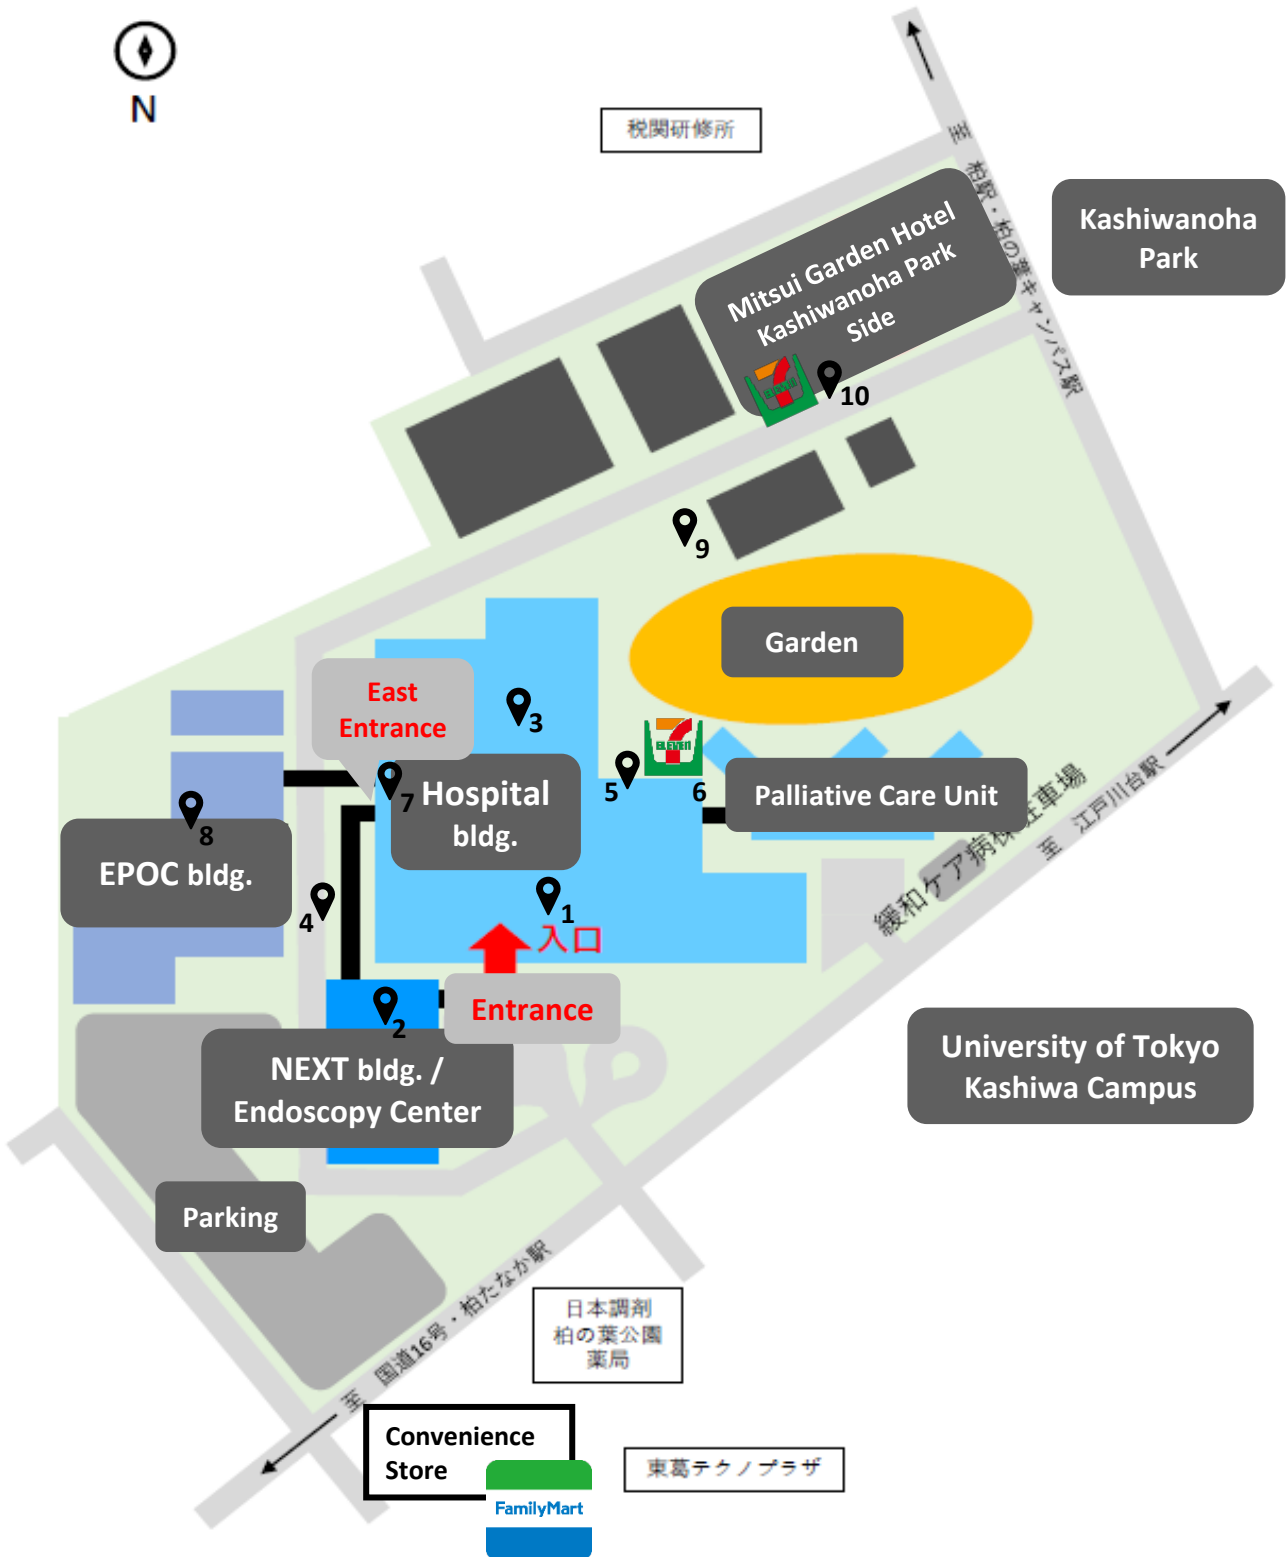 N
税関研修所
至 柏駅・柏の葉キャンパス駅
Kashiwanoha
Park
Mitsui Garden Hotel
Kashiwanoha Park
Side
ELEVEN
10
9
Garden
East
Entrance
3
ELEVEN
7
Hospital
bldg.
5
6
Palliative Care Unit
8
EPOC bldg.
4
1
緩和ケア病棟駐車場
至 江戸川台駅
入口
Entrance
2
NEXT bldg. /
Endoscopy Center
University of Tokyo
Kashiwa Campus
Parking
至 国道16号・柏たなか駅
日本調剤
柏の葉公園
薬局
Convenience
Store
FamilyMart
東葛テクノプラザ